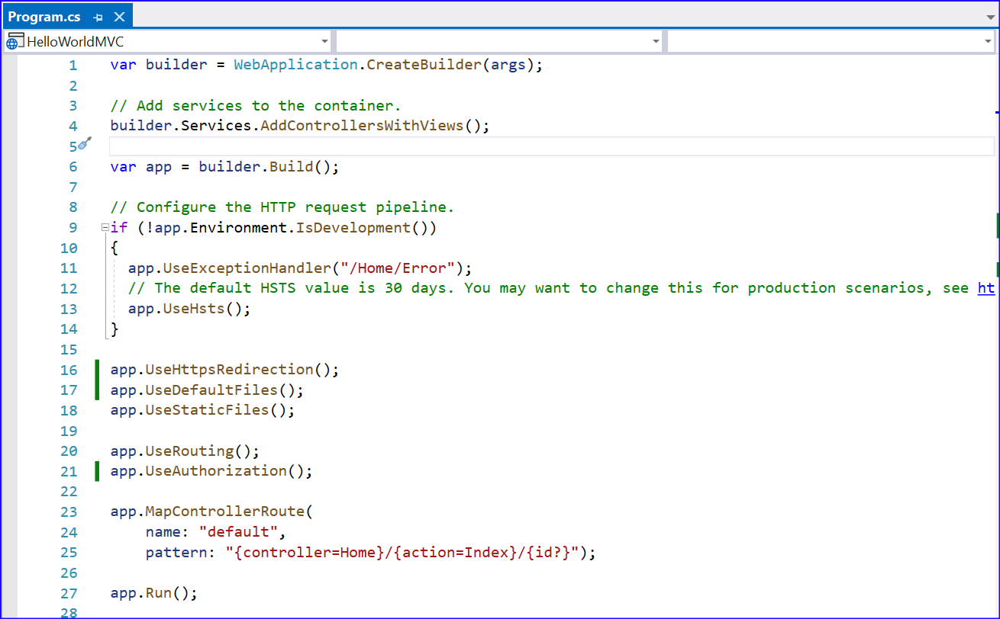 Program.cs
HelloWorldMVC
1 var builder = WebApplication.CreateBuilder(args);
2
3 // Add services to the container.
4 builder.Services.AddControllersWithViews();
5
6 var app = builder.Build();
7
8 // Configure the HTTP request pipeline.
9 if (!app.Environment.IsDevelopment())
10 {
11 app.UseExceptionHandler("/Home/Error");
12 // The default HSTS value is 30 days. You may want to change this for production scenarios, see ht
13 app.UseHsts();
14 }
15
16 app.UseHttpsRedirection();
17 app.UseDefaultFiles();
18 app.UseStaticFiles();
19
20 app.UseRouting();
21 app.UseAuthorization();
22
23 app.MapControllerRoute(
24 name: "default",
25 pattern: "{controller=Home}/{action=Index}/{id?}");
26
27 app.Run();
28